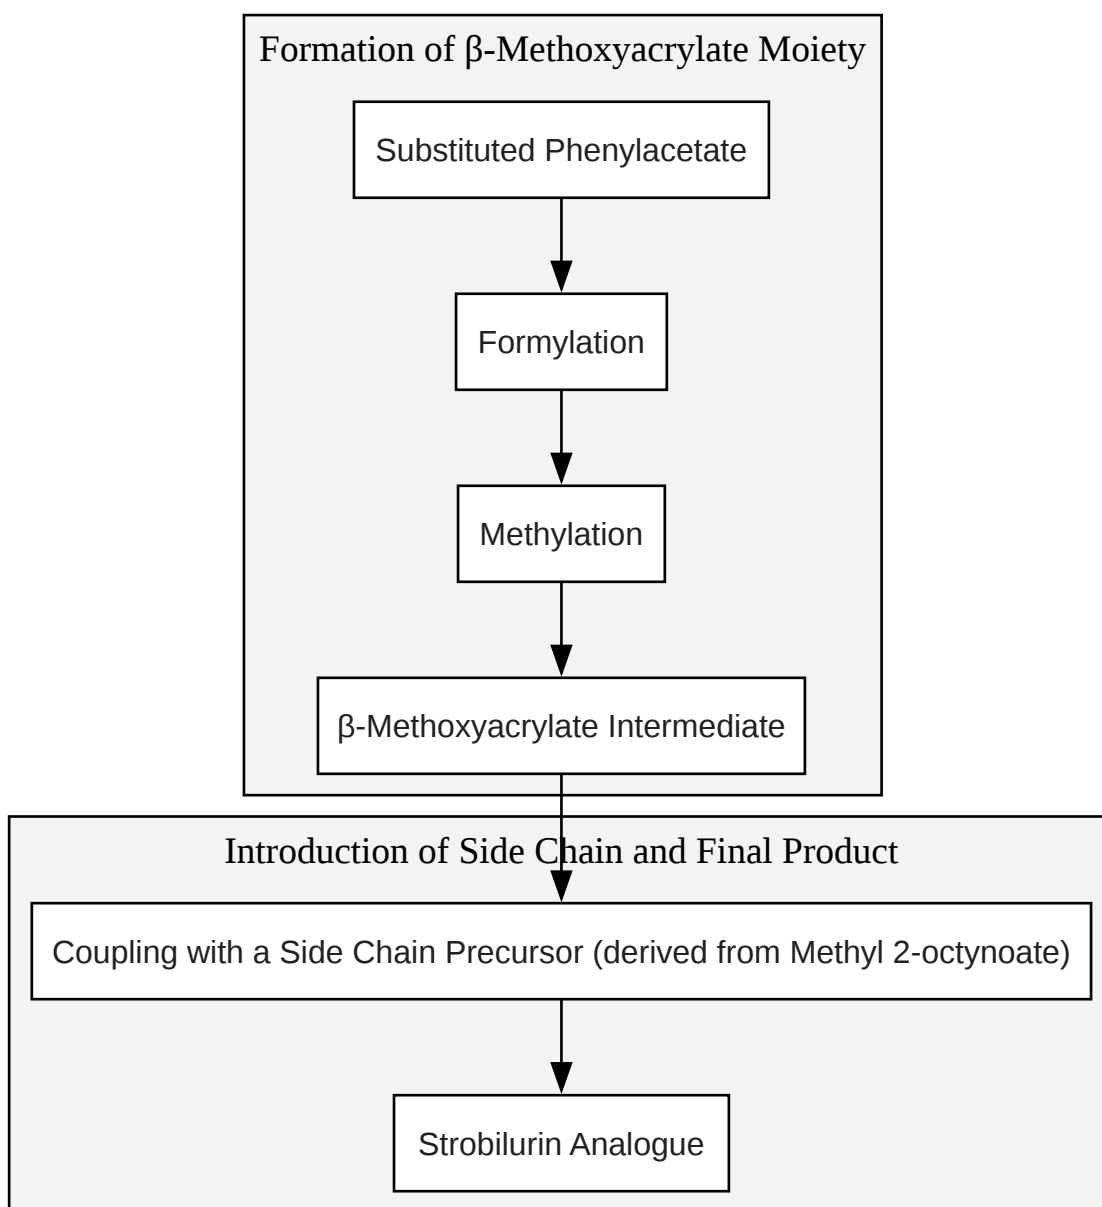 Formation of β-Methoxyacrylate Moiety
Substituted Phenylacetate
Formylation
Methylation
β-Methoxyacrylate Intermediate
Introduction of Side Chain and Final Product
Coupling with a Side Chain Precursor (derived from Methyl 2-octynoate)
Strobilurin Analogue